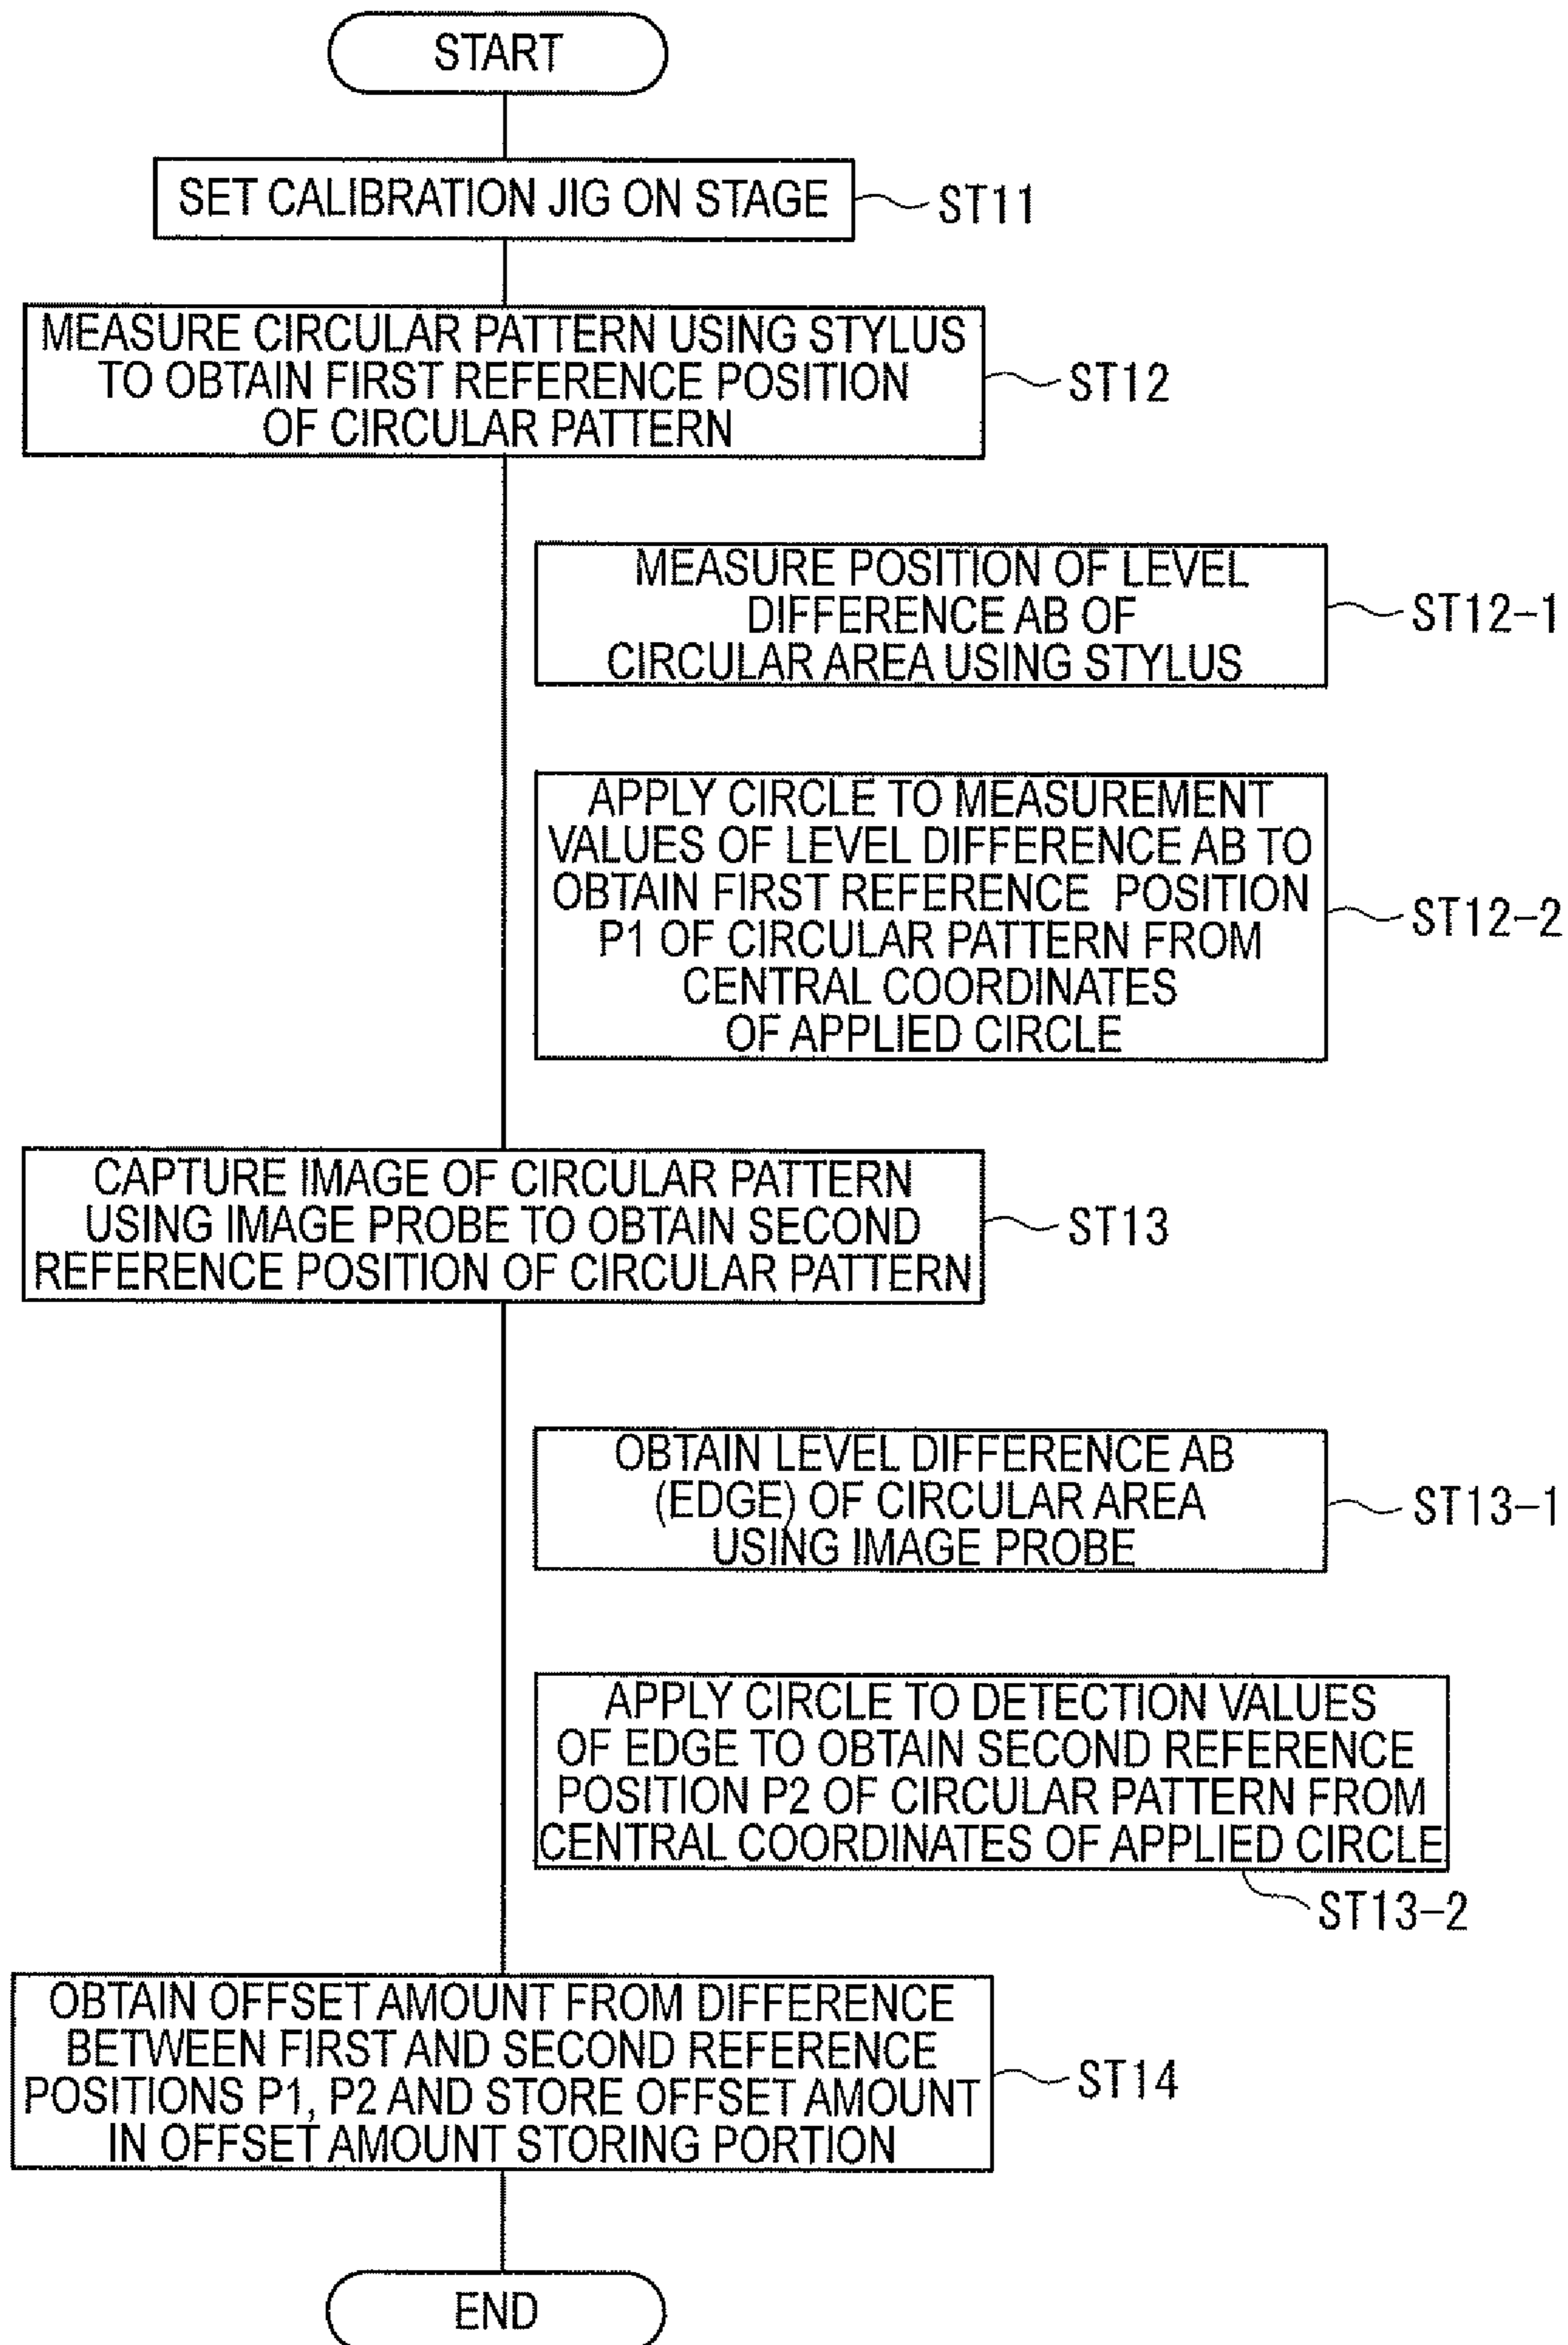 START
SET CALIBRATION JIG ON STAGE
ST11
MEASURE CIRCULAR PATTERN USING STYLUS
TO OBTAIN FIRST REFERENCE POSITION
OF CIRCULAR PATTERN
ST12
MEASURE POSITION OF LEVEL
DIFFERENCE AB OF
CIRCULAR AREA USING STYLUS
ST12-1
APPLY CIRCLE TO MEASUREMENT
VALUES OF LEVEL DIFFERENCE AB TO
OBTAIN FIRST REFERENCE POSITION
P1 OF CIRCULAR PATTERN FROM
CENTRAL COORDINATES
OF APPLIED CIRCLE
ST12-2
CAPTURE IMAGE OF CIRCULAR PATTERN
USING IMAGE PROBE TO OBTAIN SECOND
REFERENCE POSITION OF CIRCULAR PATTERN
ST13
OBTAIN LEVEL DIFFERENCE AB
(EDGE) OF CIRCULAR AREA
USING IMAGE PROBE
ST13-1
APPLY CIRCLE TO DETECTION VALUES
OF EDGE TO OBTAIN SECOND REFERENCE
POSITION P2 OF CIRCULAR PATTERN FROM
CENTRAL COORDINATES OF APPLIED CIRCLE
ST13-2
OBTAIN OFFSET AMOUNT FROM DIFFERENCE
BETWEEN FIRST AND SECOND REFERENCE
POSITIONS P1, P2 AND STORE OFFSET AMOUNT
IN OFFSET AMOUNT STORING PORTION
ST14
END